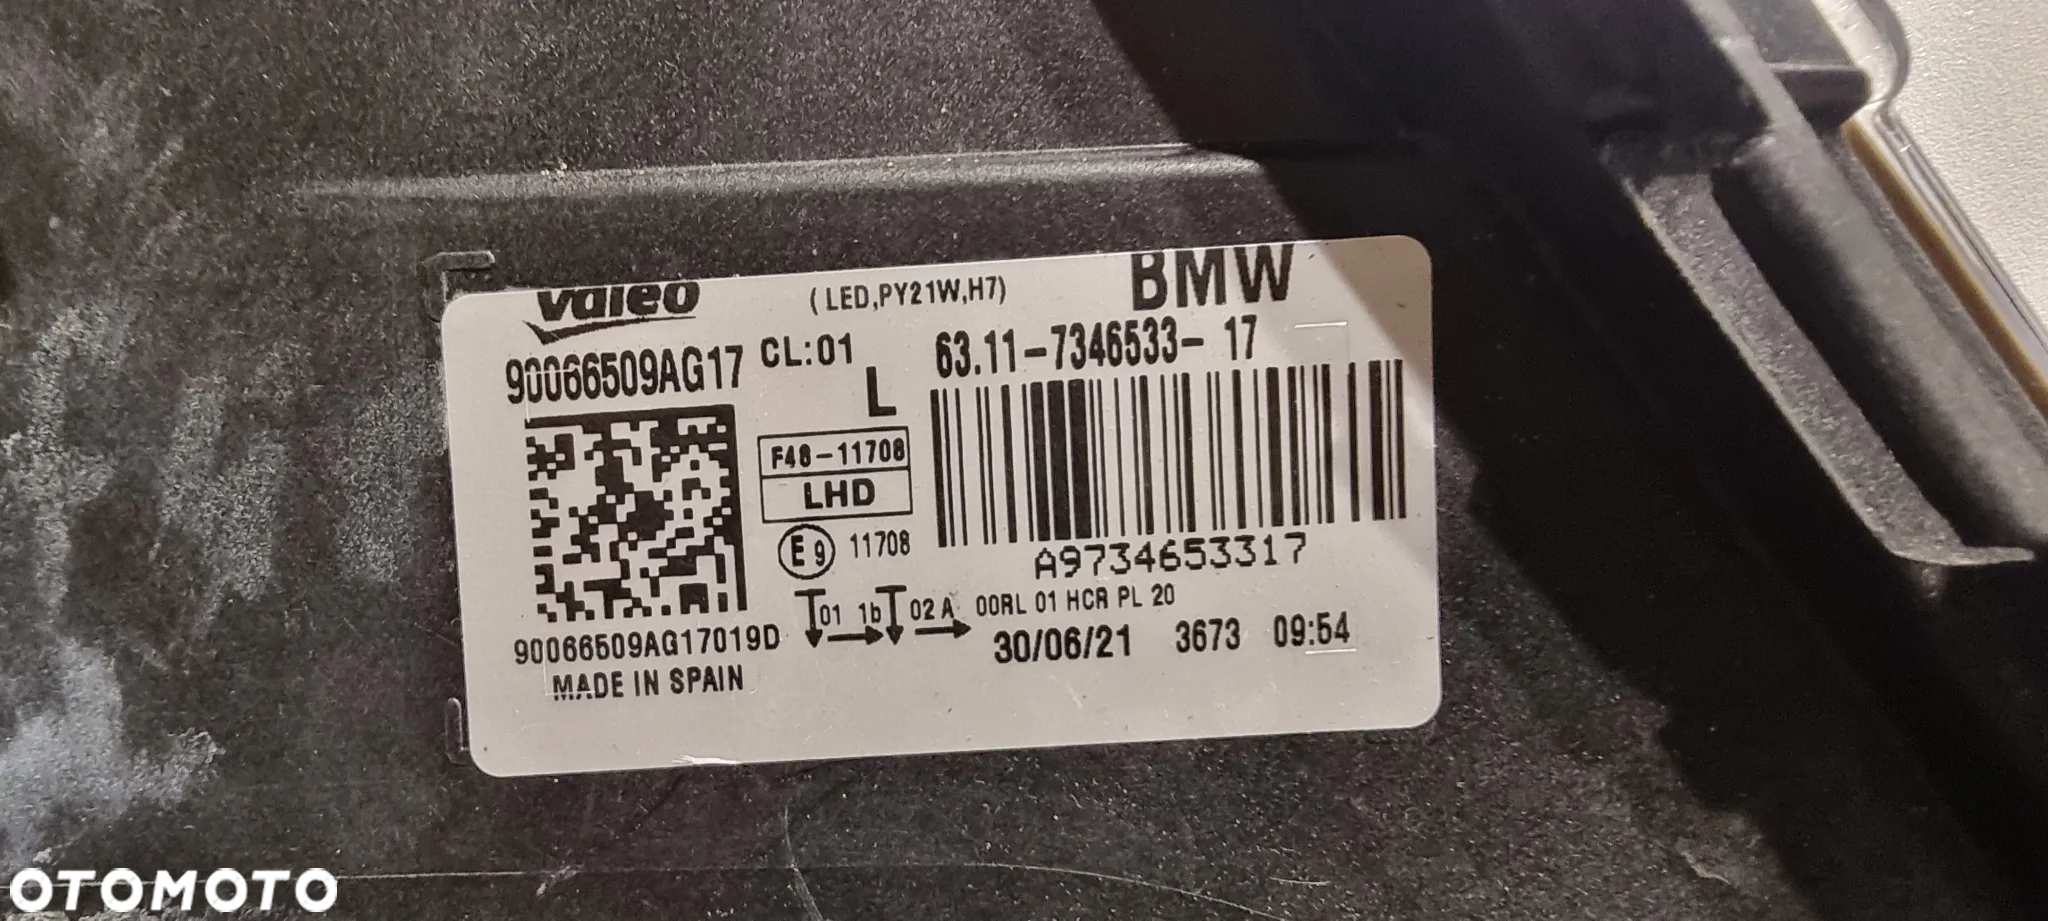 Valeo (LED,PY21W,H7) BMW
90066509AG17 CL:01 63.11-7346533- 17
L
F48-11708
LHD
E9 11708
A9734653317
01 1b 02 A 00RL 01 HCR PL 20
90066509AG17019D 30/06/21 3673 09:54
MADE IN SPAIN
OTOMOTO